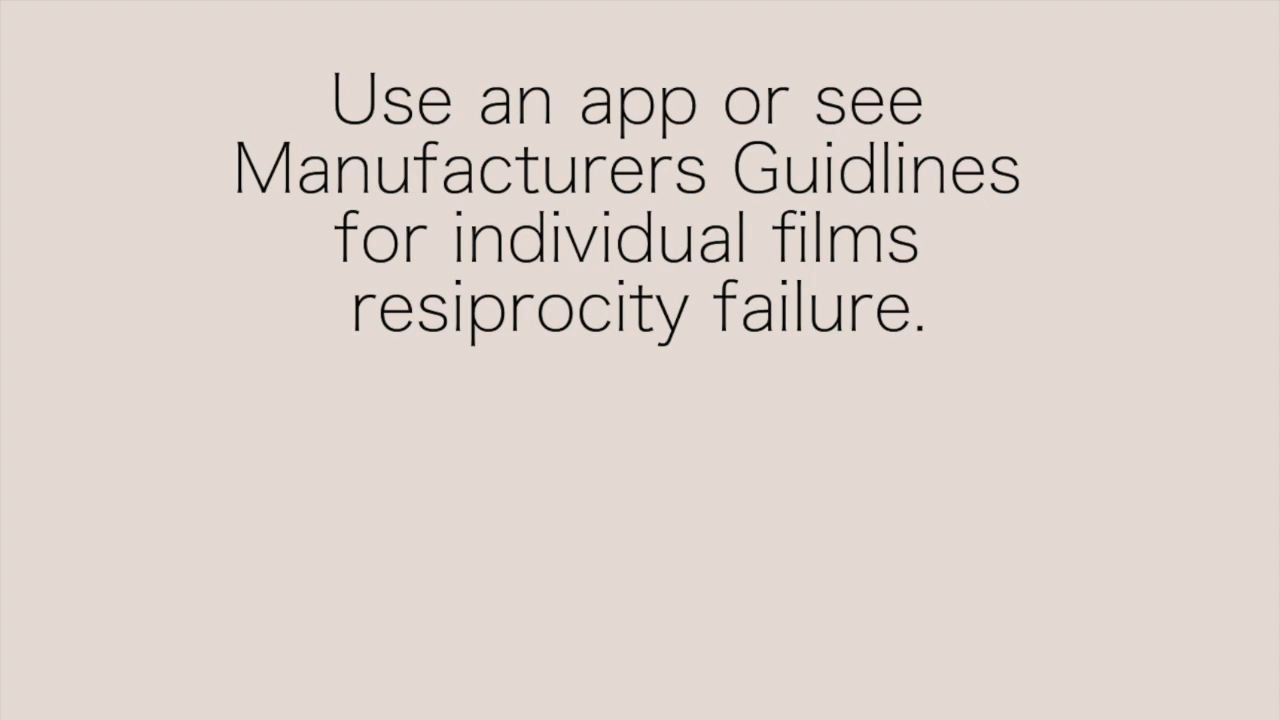 Use an app or see
Manufacturers Guidlines
for individual films
resiprocity failure.